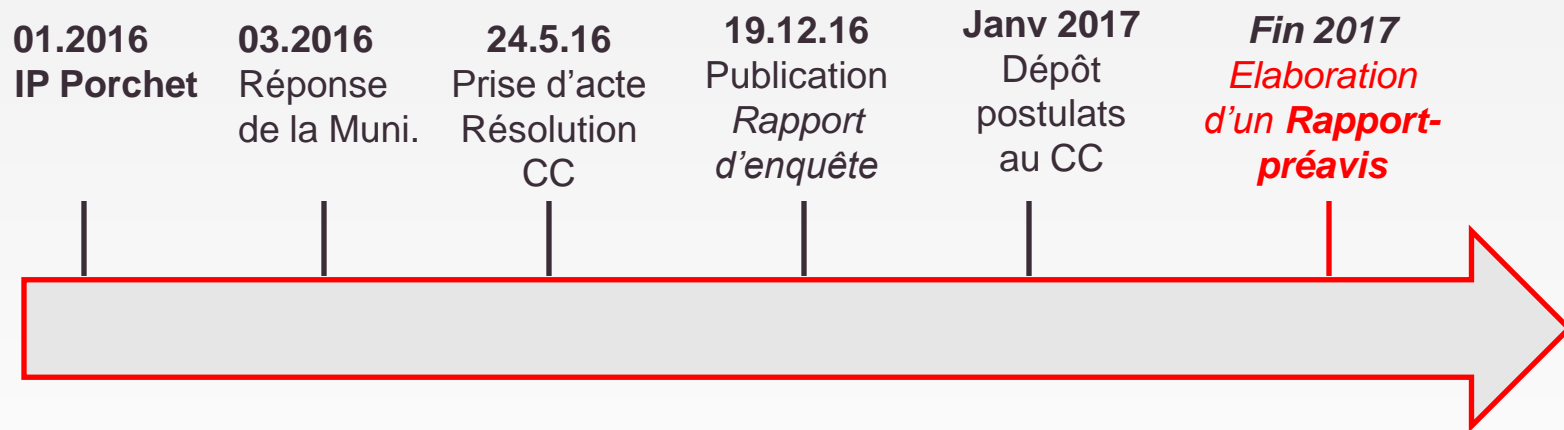 01.2016
IP Porchet
03.2016
Réponse
de la Muni.
24.5.16
Prise d’acte
Résolution
CC
19.12.16
Publication
Rapport
d’enquête
Janv 2017
Dépôt
postulats
au CC
Fin 2017
Elaboration
d’un Rapport-
préavis